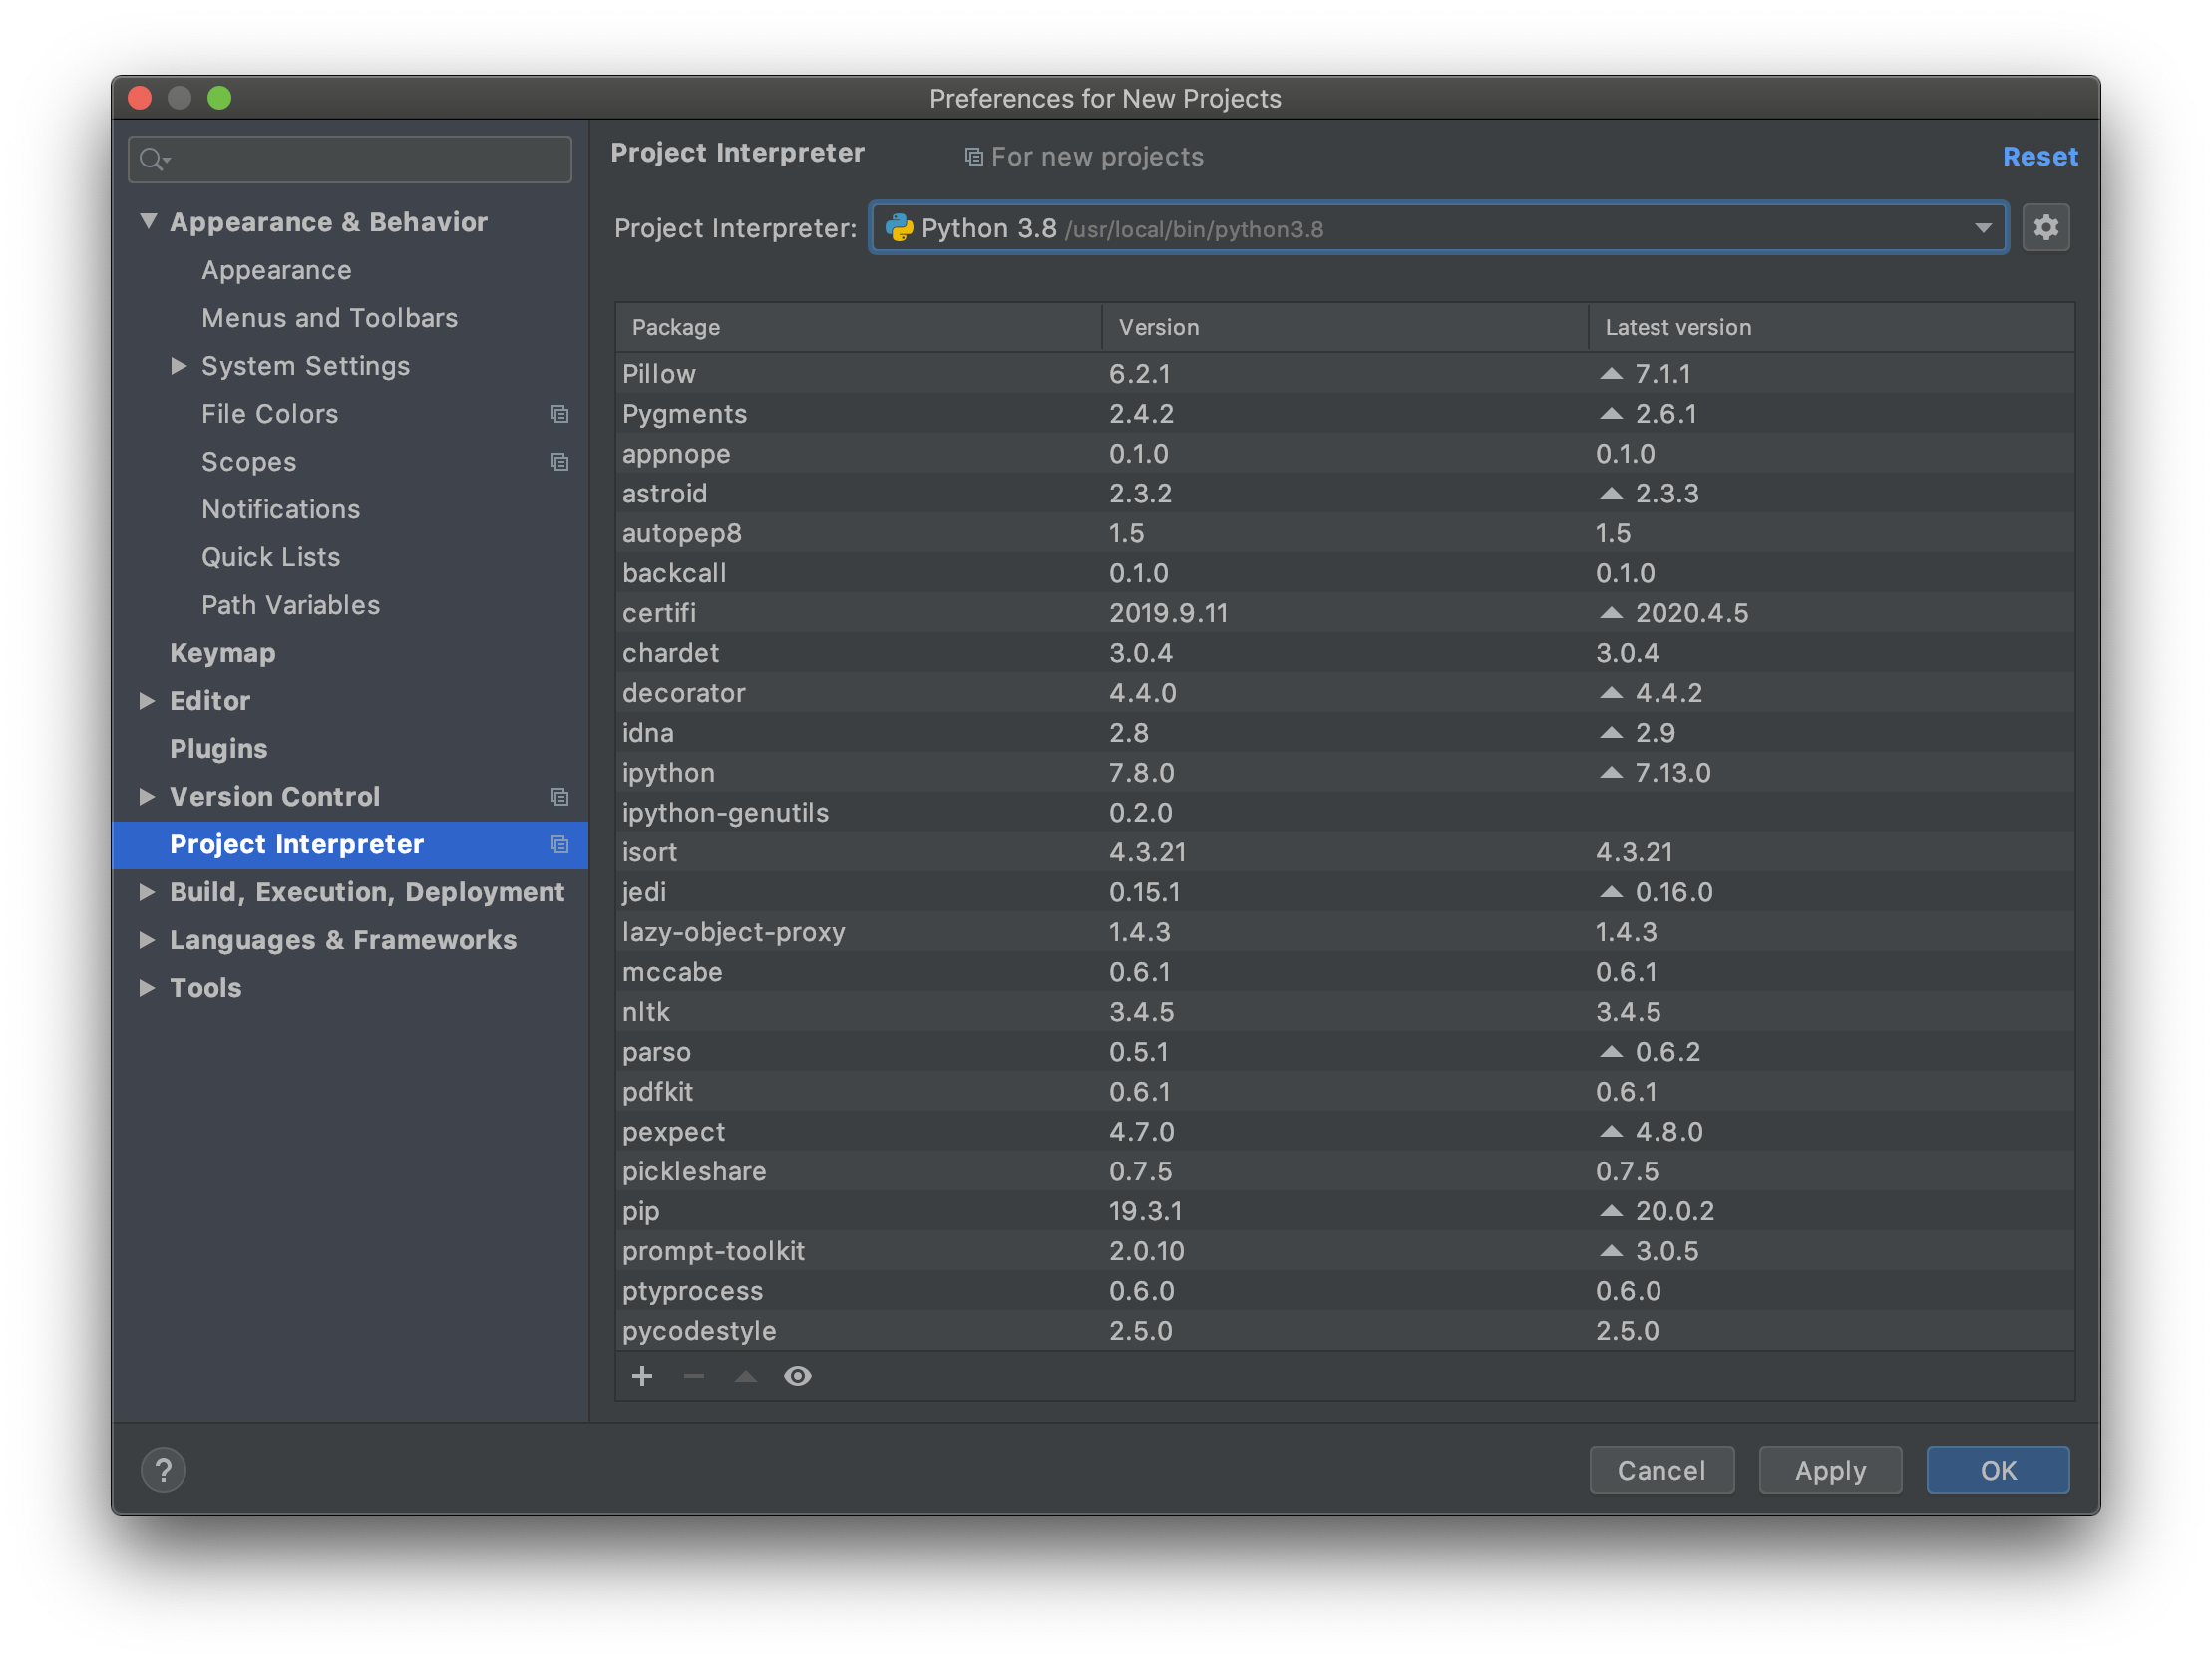 Preferences for New Projects
Appearance & Behavior
Appearance
Menus and Toolbars
System Settings
File Colors
Scopes
Notifications
Quick Lists
Path Variables
Keymap
Editor
Plugins
Version Control
Project Interpreter
Build, Execution, Deployment
Languages & Frameworks
Tools
Project Interpreter For new projects Reset
Project Interpreter: Python 3.8 /usr/local/bin/python3.8
Package Version Latest version
Pillow 6.2.1 7.1.1
Pygments 2.4.2 2.6.1
appnope 0.1.0 0.1.0
astroid 2.3.2 2.3.3
autopep8 1.5 1.5
backcall 0.1.0 0.1.0
certifi 2019.9.11 2020.4.5
chardet 3.0.4 3.0.4
decorator 4.4.0 4.4.2
idna 2.8 2.9
ipython 7.8.0 7.13.0
ipython-genutils 0.2.0
isort 4.3.21 4.3.21
jedi 0.15.1 0.16.0
lazy-object-proxy 1.4.3 1.4.3
mccabe 0.6.1 0.6.1
nltk 3.4.5 3.4.5
parso 0.5.1 0.6.2
pdfkit 0.6.1 0.6.1
pexpect 4.7.0 4.8.0
pickleshare 0.7.5 0.7.5
pip 19.3.1 20.0.2
prompt-toolkit 2.0.10 3.0.5
ptyprocess 0.6.0 0.6.0
pycodestyle 2.5.0 2.5.0
? Cancel Apply OK